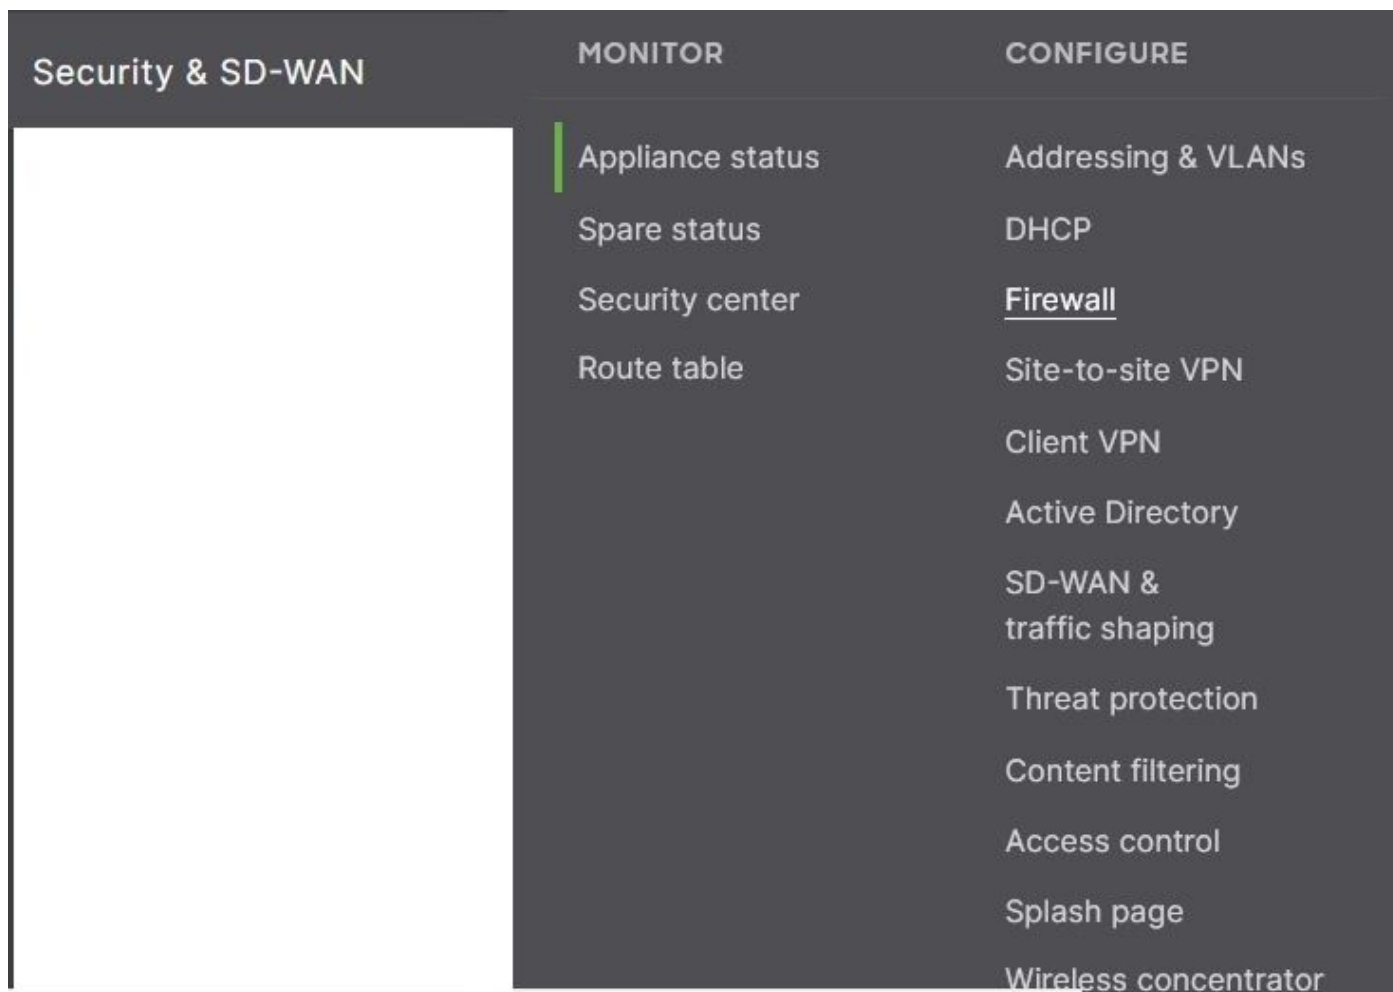 Security & SD-WAN
MONITOR
Appliance status
Spare status
Security center
Route table
CONFIGURE
Addressing & VLANs
DHCP
Firewall
Site-to-site VPN
Client VPN
Active Directory
SD-WAN &
traffic shaping
Threat protection
Content filtering
Access control
Splash page
Wireless concentrator